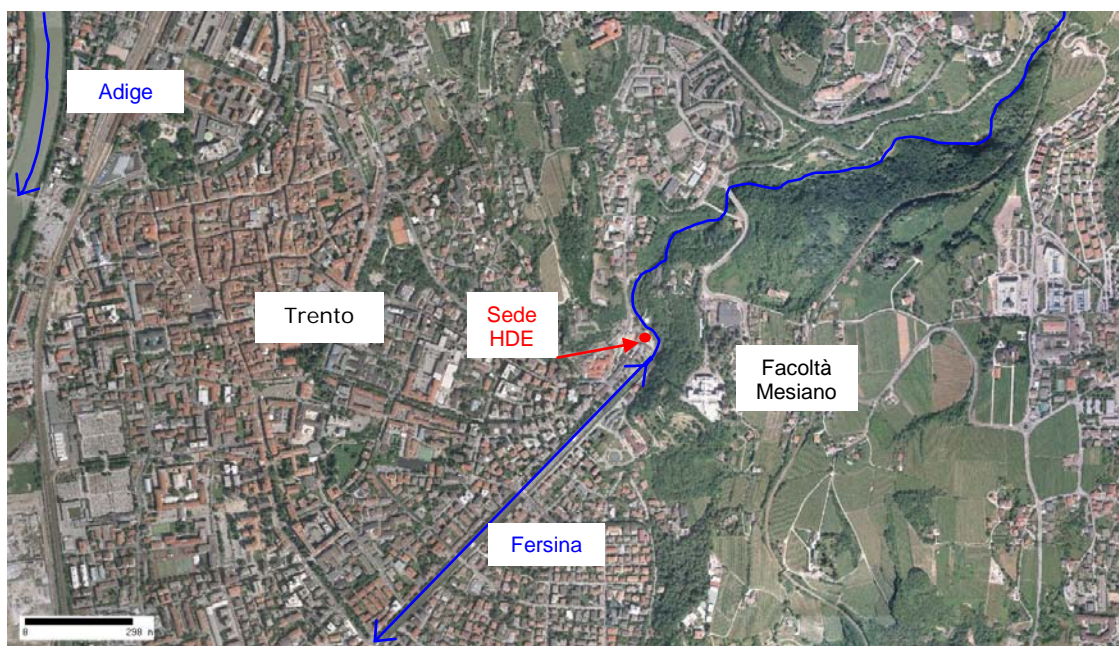 Adige
Trento
Sede
HDE
Facoltà
Mesiano
Fersina
0
298 m